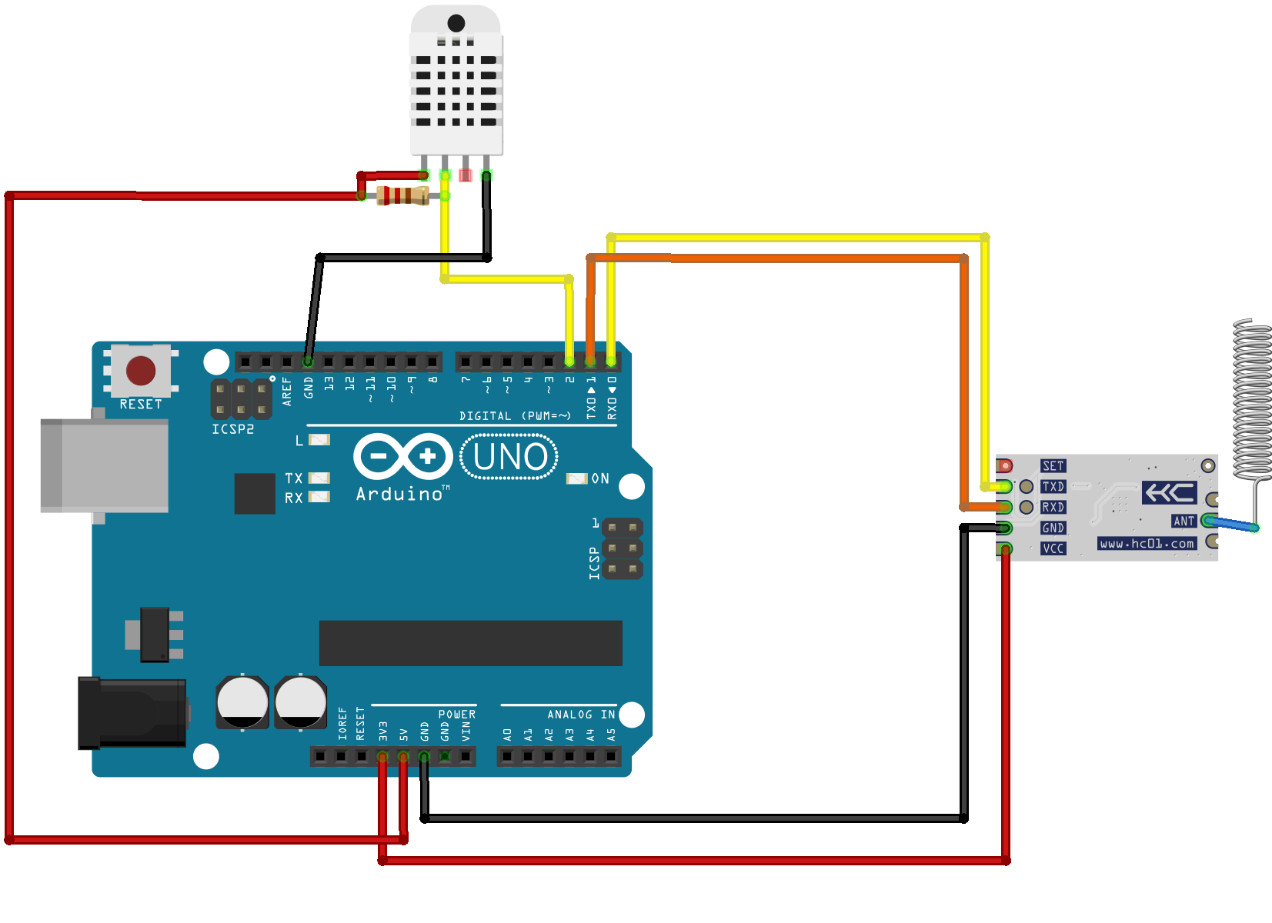 RESET
ICSP2
AREF
GND
13
12
~11
~10
~9
8
7
~6
~5
4
~3
2
TX0▶1
RX0◀0
DIGITAL (PWM=~)
L
TX
RX
UNO
ON
Arduino™
1
ICSP
IOREF
RESET
3V3
5V
GND
GND
VIN
POWER
ANALOG IN
A0
A1
A2
A3
A4
A5
SET
TXD
RXD
GND
VCC
HC
ANT
www.hc01.com